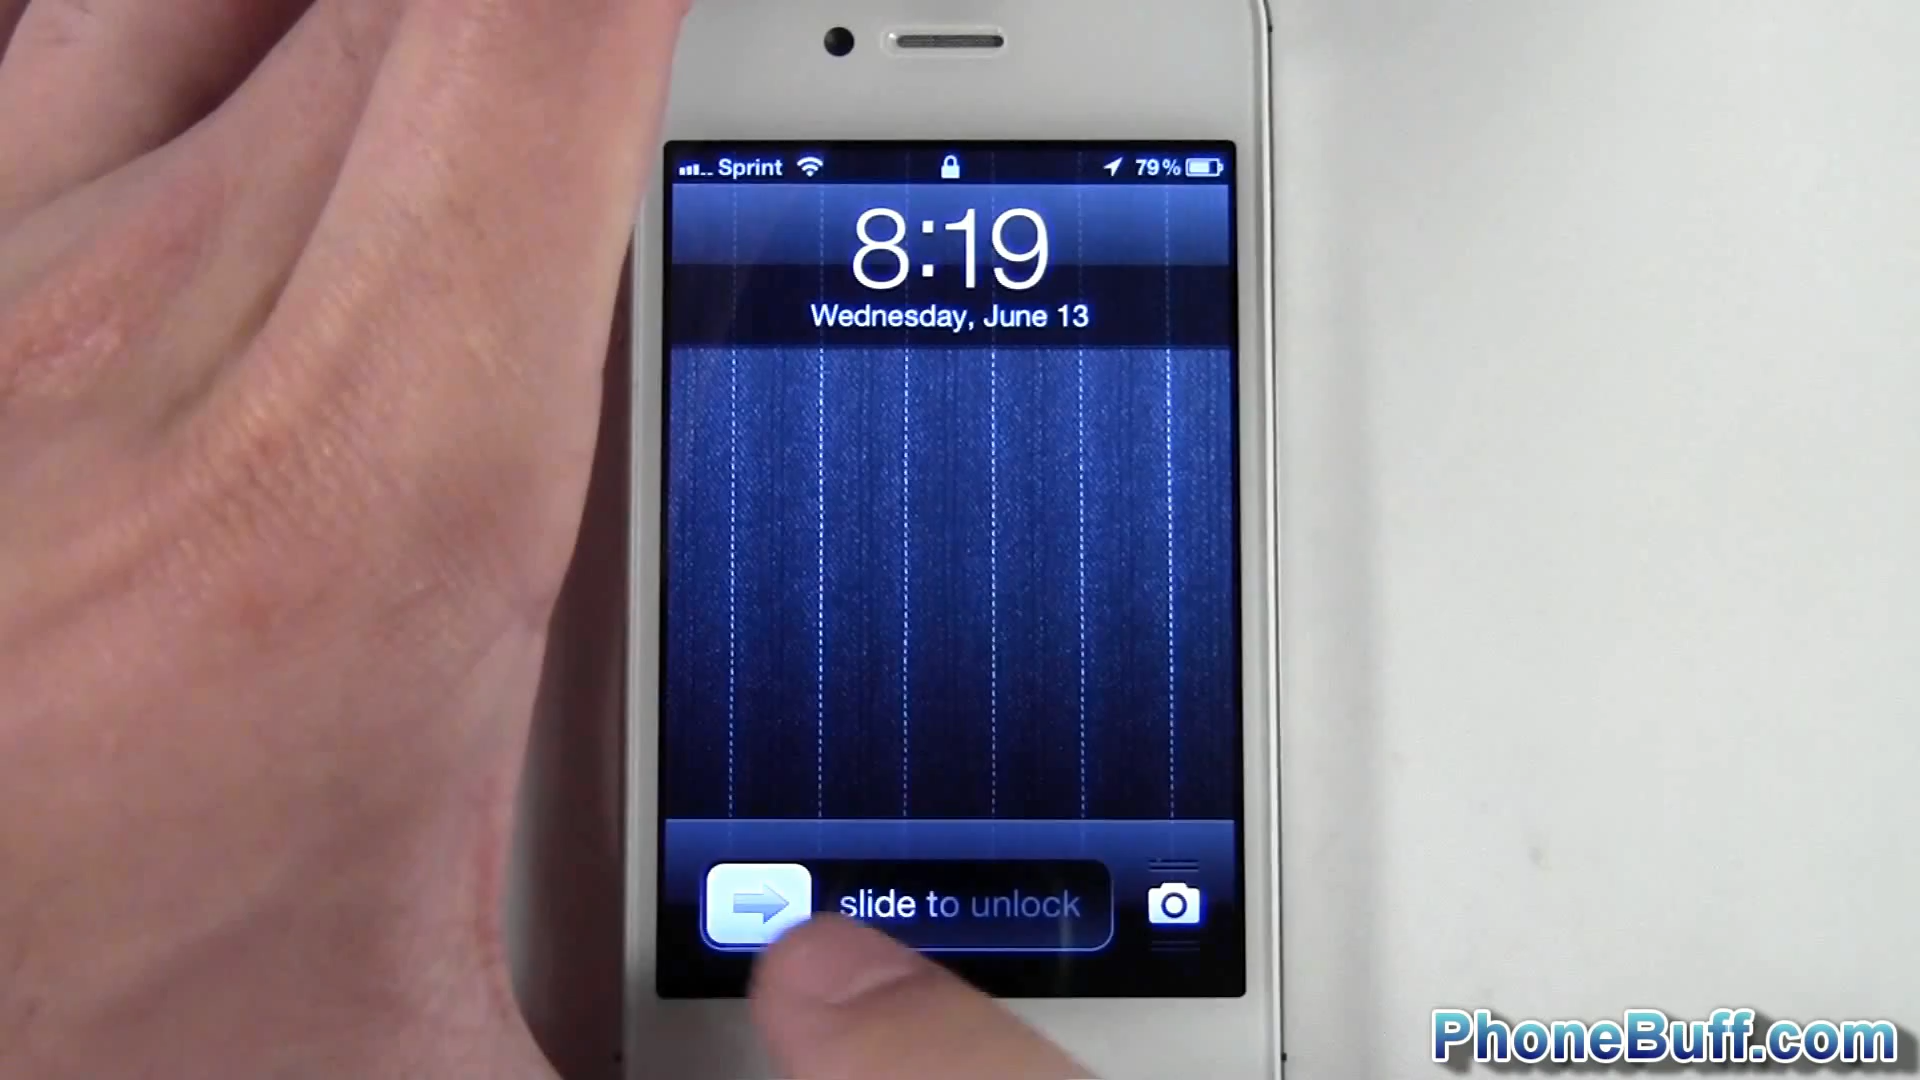 Sprint 79%
8:19
Wednesday, June 13
slide to unlock
PhoneBuff.com